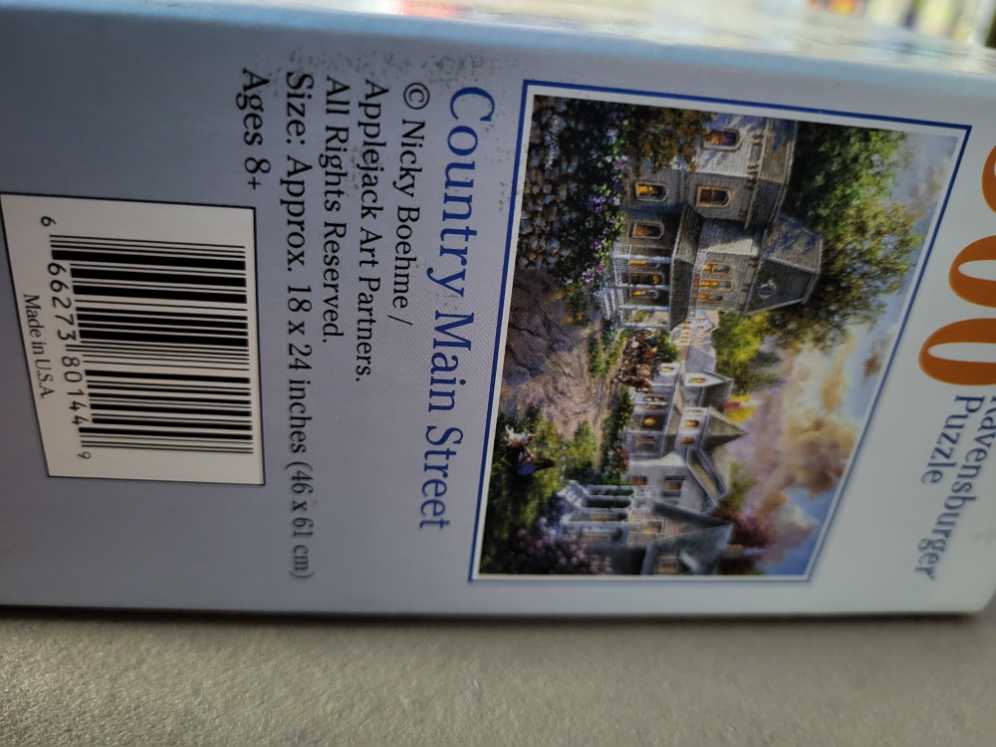 Ravensburger
Puzzle
Country Main Street
© Nicky Boehme /
Applejack Art Partners.
All Rights Reserved.
Size: Approx. 18 x 24 inches (46 x 61 cm)
Ages 8+
6 66273 80144 9
Made in U.S.A.